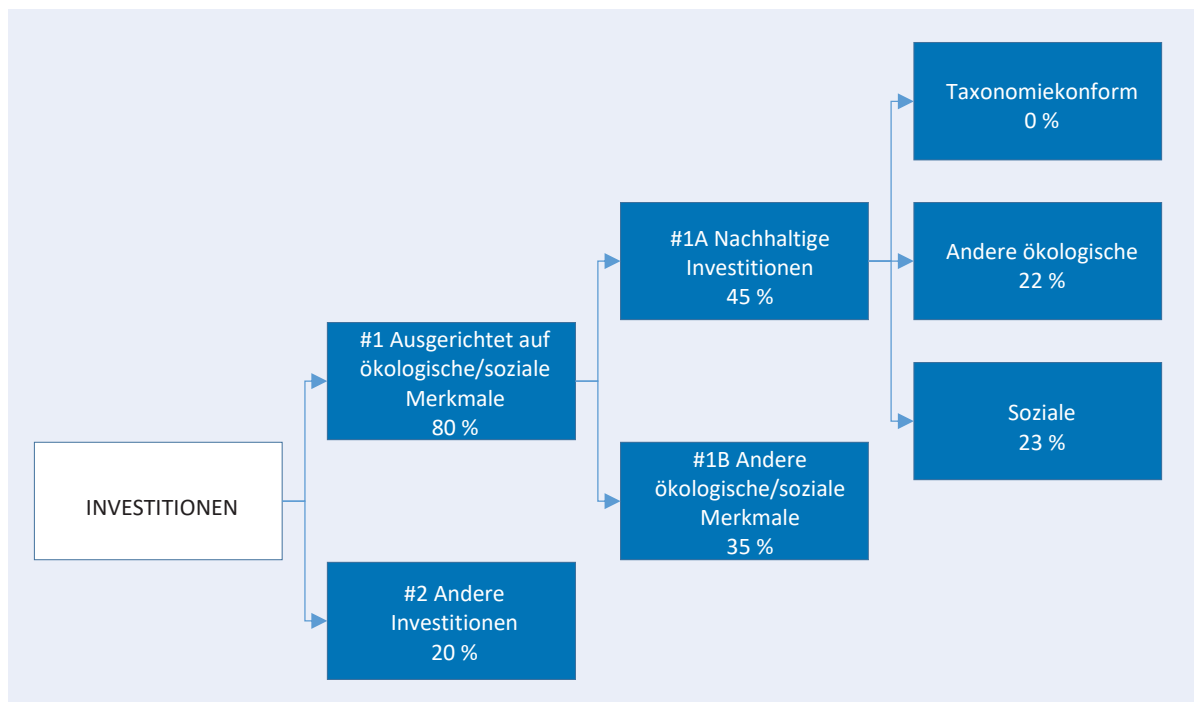 INVESTITIONEN
#1 Ausgerichtet auf
ökologische/soziale
Merkmale
80 %
#2 Andere
Investitionen
20 %
#1A Nachhaltige
Investitionen
45 %
#1B Andere
ökologische/soziale
Merkmale
35 %
Taxonomiekonform
0 %
Andere ökologische
22 %
Soziale
23 %